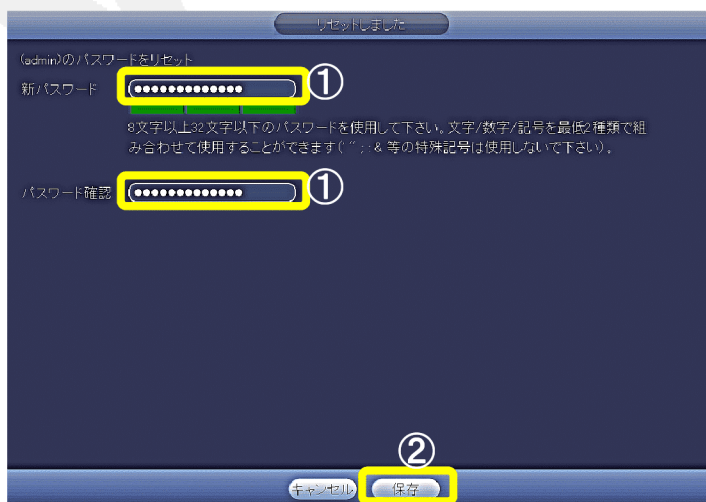 リセットしました
(admin)のパスワードをリセット
新パスワード ●●●●●●●●●●●●● ①
8文字以上32文字以下のパスワードを使用して下さい。文字/数字/記号を最低2種類で組
み合わせて使用することができます(' " ; : & 等の特殊記号は使用しないで下さい)。
パスワード確認 ●●●●●●●●●●●●● ①
②
キャンセル 保存